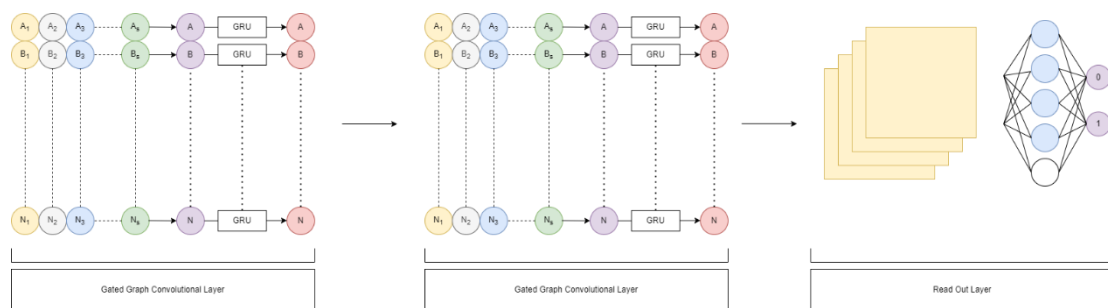 A1 A2 A3 As A GRU A
B1 B2 B3 Bs B GRU B
N1 N2 N3 Ns N GRU N
Gated Graph Convolutional Layer
A1 A2 A3 As A GRU A
B1 B2 B3 Bs B GRU B
N1 N2 N3 Ns N GRU N
Gated Graph Convolutional Layer
0
1
Read Out Layer